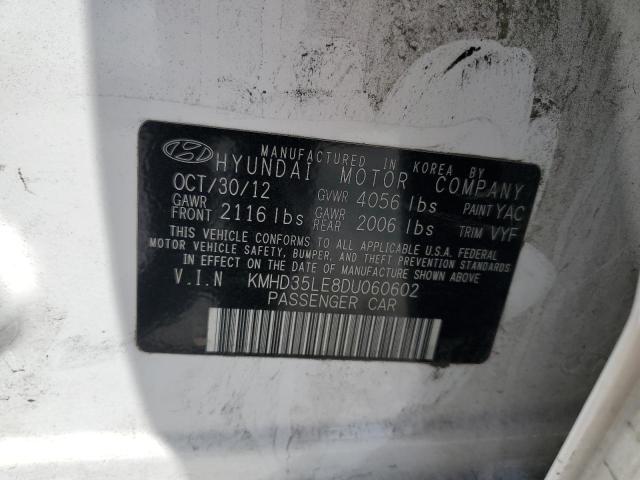 MANUFACTURED IN KOREA BY
HYUNDAI MOTOR COMPANY
OCT/30/12 GVWR 4056 lbs PAINT YAC
GAWR FRONT 2116 lbs GAWR REAR 2006 lbs TRIM VYF
THIS VEHICLE CONFORMS TO ALL APPLICABLE U.S.A. FEDERAL
MOTOR VEHICLE SAFETY, BUMPER, AND THEFT PREVENTION STANDARDS
IN EFFECT ON THE DATE OF MANUFACTURE SHOWN ABOVE.
V.I.N KMHD35LE8DU060602
PASSENGER CAR